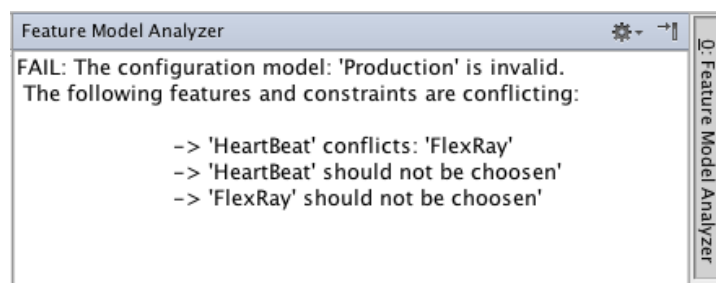 Feature Model Analyzer
FAIL: The configuration model: 'Production' is invalid.
The following features and constraints are conflicting:
-> 'HeartBeat' conflicts: 'FlexRay'
-> 'HeartBeat' should not be choosen'
-> 'FlexRay' should not be choosen'
0: Feature Model Analyzer